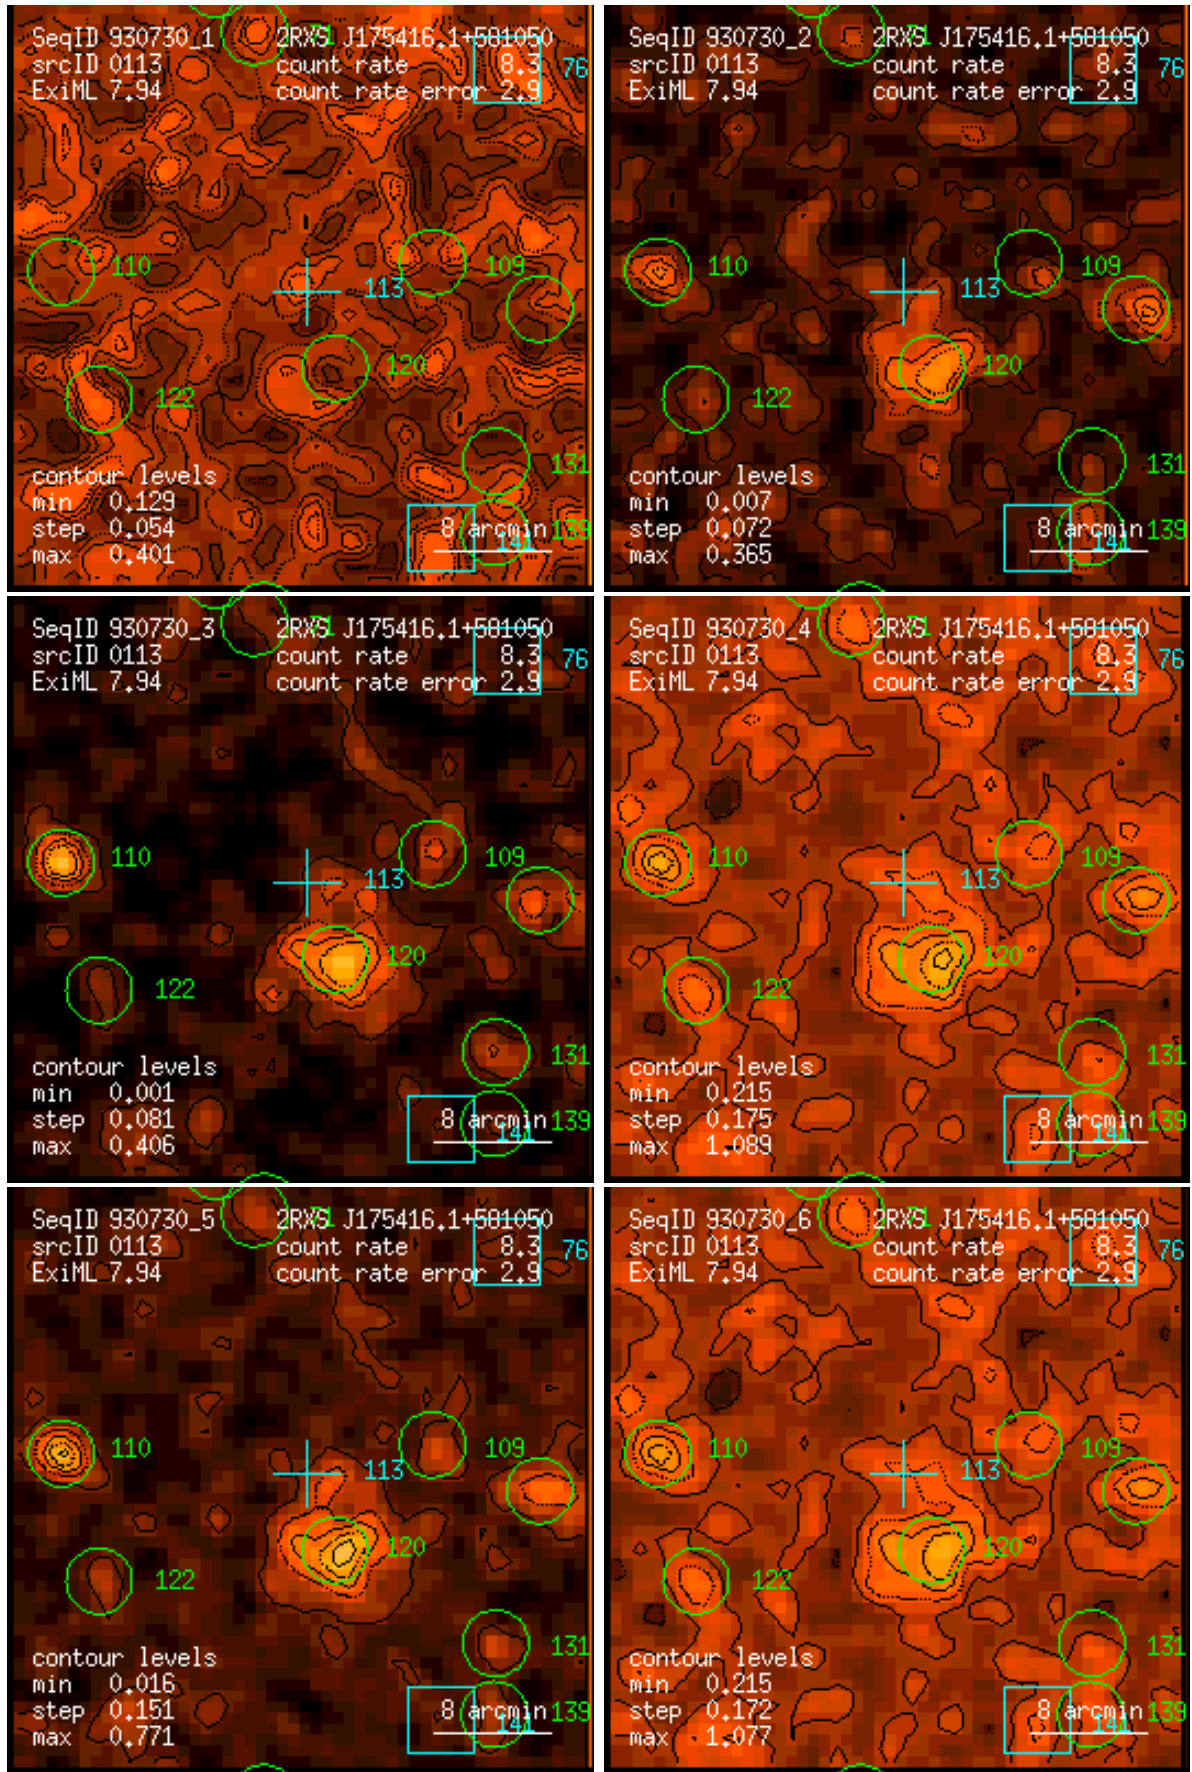 SeqID 930730_1 2RXS J175416.1+581050
srcID 0113 count rate 8.3 76
ExiML 7.94 count rate error 2.9
110 109
113
120
122
131
contour levels
min 0.129
step 0.054 8 arcmin 139
max 0.401 141
SeqID 930730_2 2RXS J175416.1+581050
srcID 0113 count rate 8.3 76
ExiML 7.94 count rate error 2.9
110 109
113
120
122
131
contour levels
min 0.007
step 0.072 8 arcmin 139
max 0.365 141
SeqID 930730_3 2RXS J175416.1+581050
srcID 0113 count rate 8.3 76
ExiML 7.94 count rate error 2.9
110 109
113
120
122
131
contour levels
min 0.001
step 0.081 8 arcmin 139
max 0.406 141
SeqID 930730_4 2RXS J175416.1+581050
srcID 0113 count rate 8.3 76
ExiML 7.94 count rate error 2.9
110 109
113
120
122
131
contour levels
min 0.215
step 0.175 8 arcmin 139
max 1.089 141
SeqID 930730_5 2RXS J175416.1+581050
srcID 0113 count rate 8.3 76
ExiML 7.94 count rate error 2.9
110 109
113
120
122
131
contour levels
min 0.016
step 0.151 8 arcmin 139
max 0.771 141
SeqID 930730_6 2RXS J175416.1+581050
srcID 0113 count rate 8.3 76
ExiML 7.94 count rate error 2.9
110 109
113
120
122
131
contour levels
min 0.215
step 0.172 8 arcmin 139
max 1.077 141